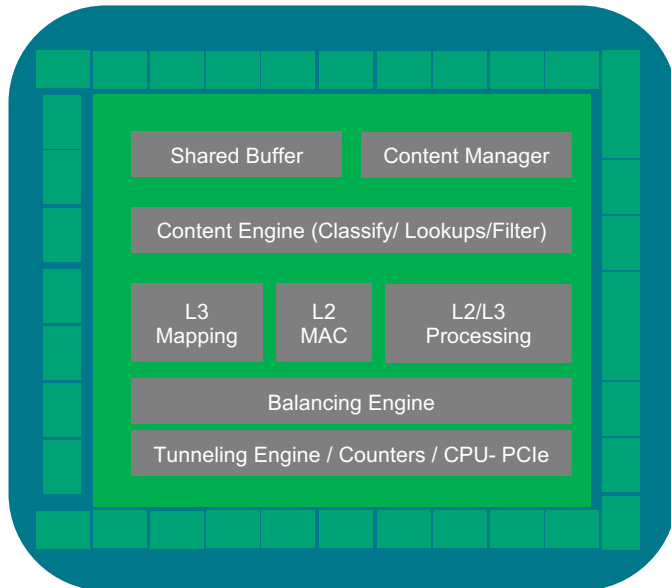 Shared Buffer
Content Manager
Content Engine (Classify/ Lookups/Filter)
L3
Mapping
L2
MAC
L2/L3
Processing
Balancing Engine
Tunneling Engine / Counters / CPU- PCIe